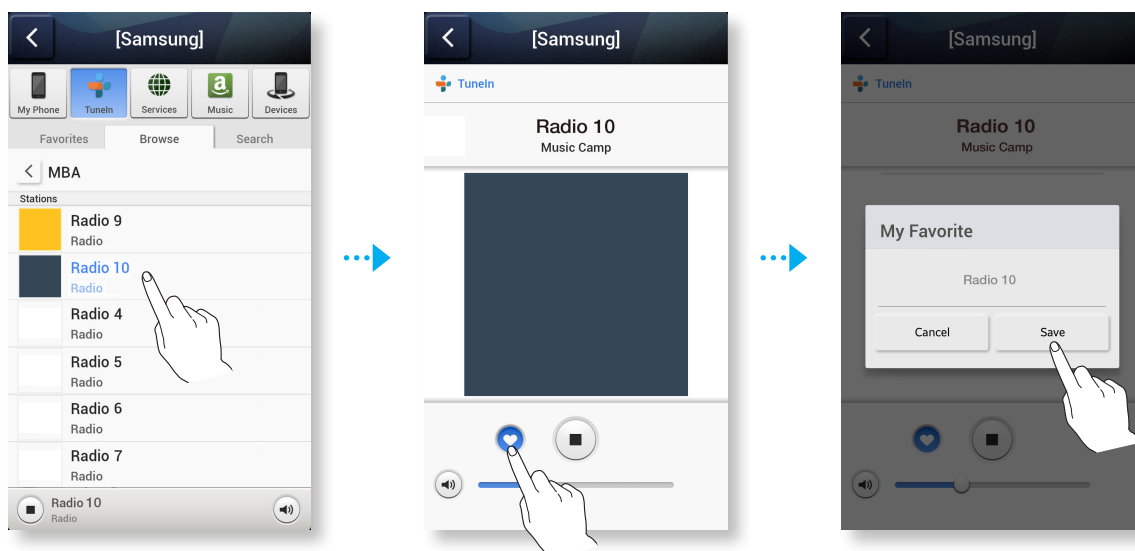 [Samsung]
My Phone TuneIn Services Music Devices
Favorites Browse Search
MBA
Stations
Radio 9
Radio
Radio 10
Radio
Radio 4
Radio
Radio 5
Radio
Radio 6
Radio
Radio 7
Radio
Radio 10
Radio
[Samsung]
TuneIn
Radio 10
Music Camp
[Samsung]
TuneIn
Radio 10
Music Camp
My Favorite
Radio 10
Cancel Save